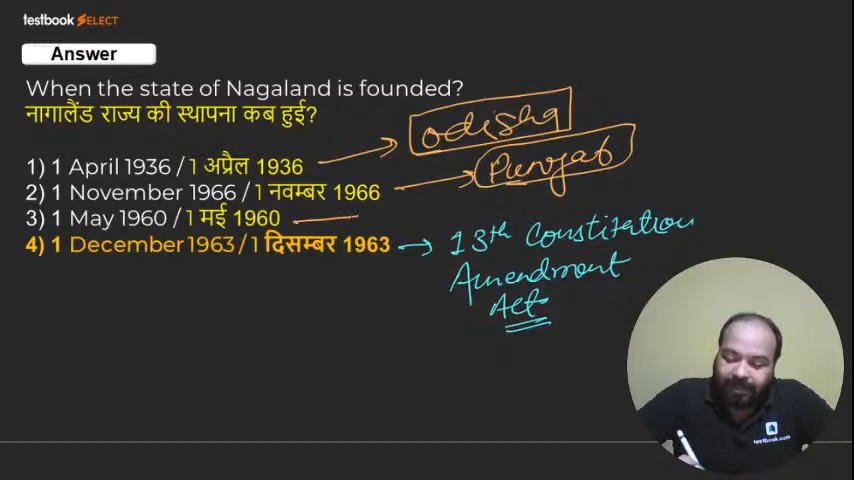 testbook SELECT
Answer
When the state of Nagaland is founded?
नागालैंड राज्य की स्थापना कब हुई?
1) 1 April 1936 / 1 अप्रैल 1936
odisha
2) 1 November 1966 / 1 नवम्बर 1966
Punjab
3) 1 May 1960 / 1 मई 1960
4) 1 December 1963 / 1 दिसम्बर 1963
13th Constitution
Amendment
Act
testbook.com